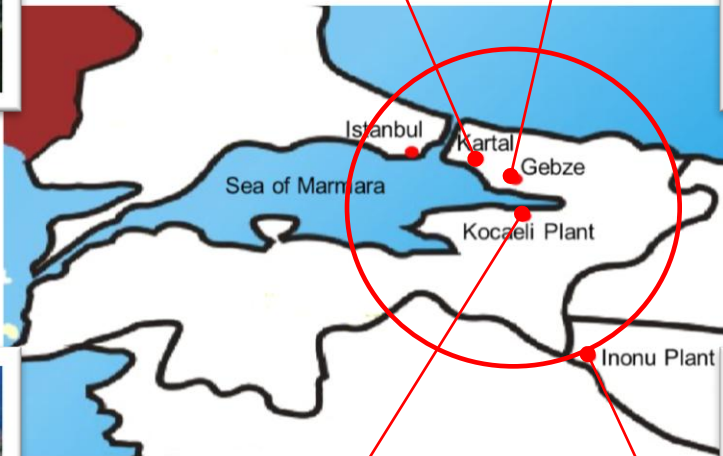 Istanbul
Kartal
Gebze
Sea of Marmara
Kocaeli Plant
Inonu Plant